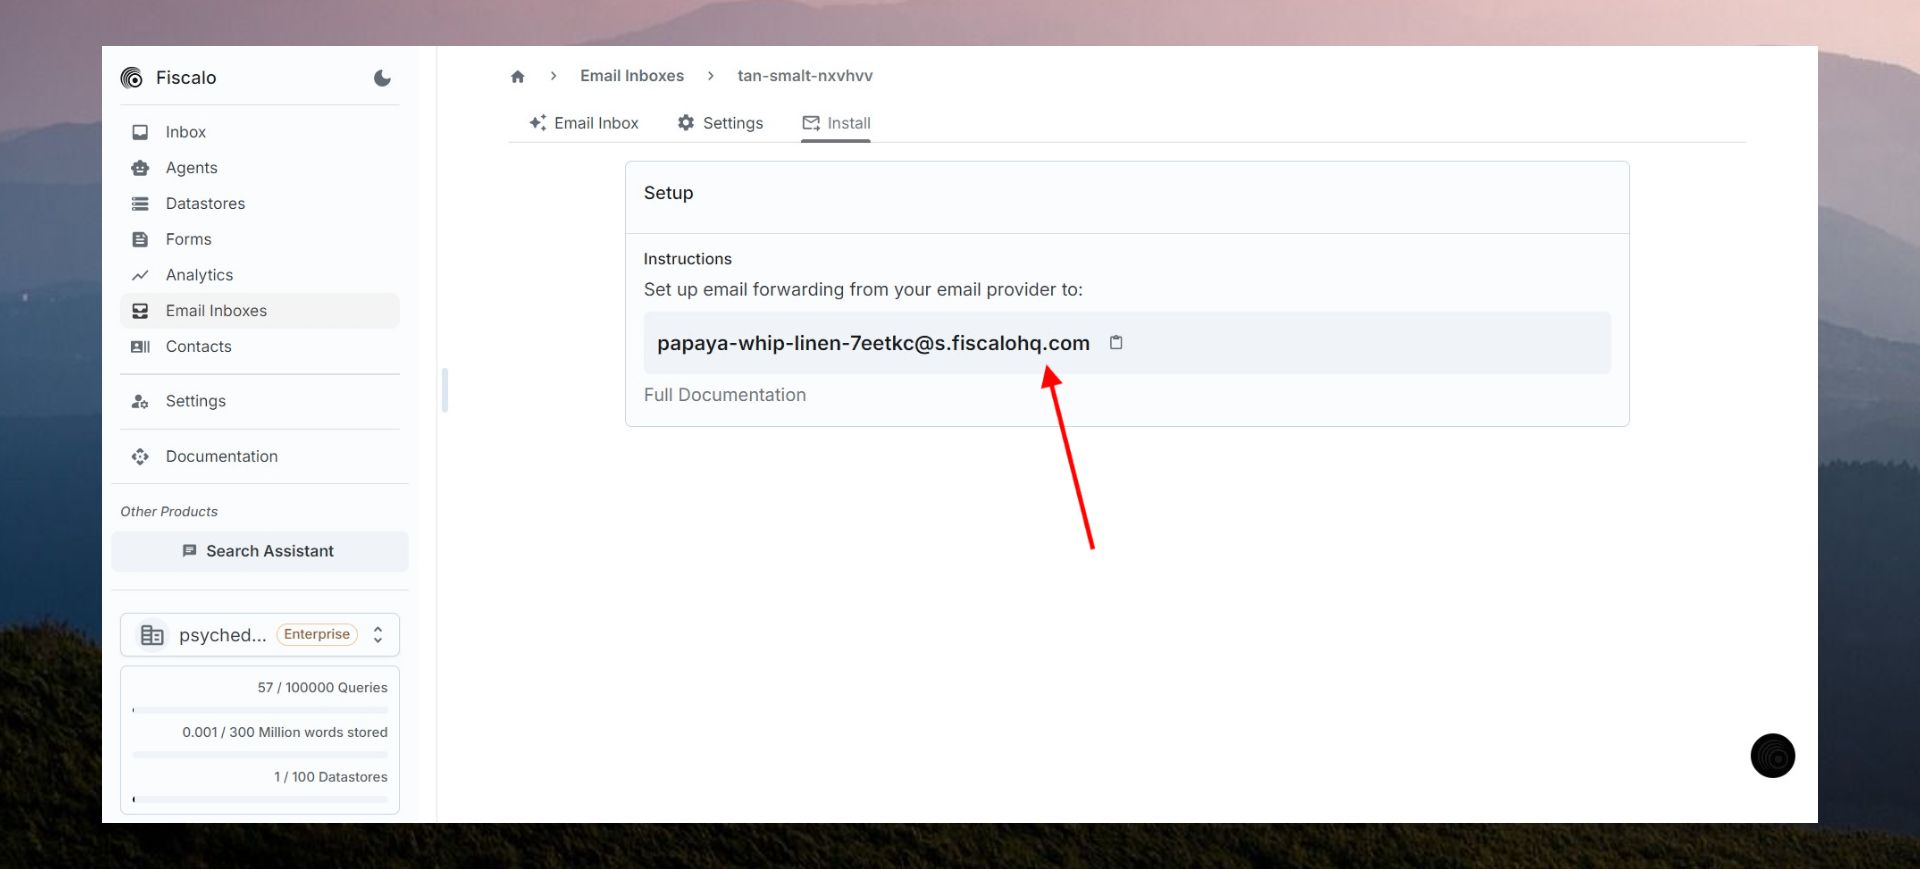 Fiscalo
Inbox
Agents
Datastores
Forms
Analytics
Email Inboxes
Contacts
Settings
Documentation
Other Products
Search Assistant
psyched... Enterprise
57 / 100000 Queries
0.001 / 300 Million words stored
1 / 100 Datastores
Email Inboxes > tan-smalt-nxvhvv
Email Inbox Settings Install
Setup
Instructions
Set up email forwarding from your email provider to:
papaya-whip-linen-7eetkc@s.fiscalohq.com
Full Documentation